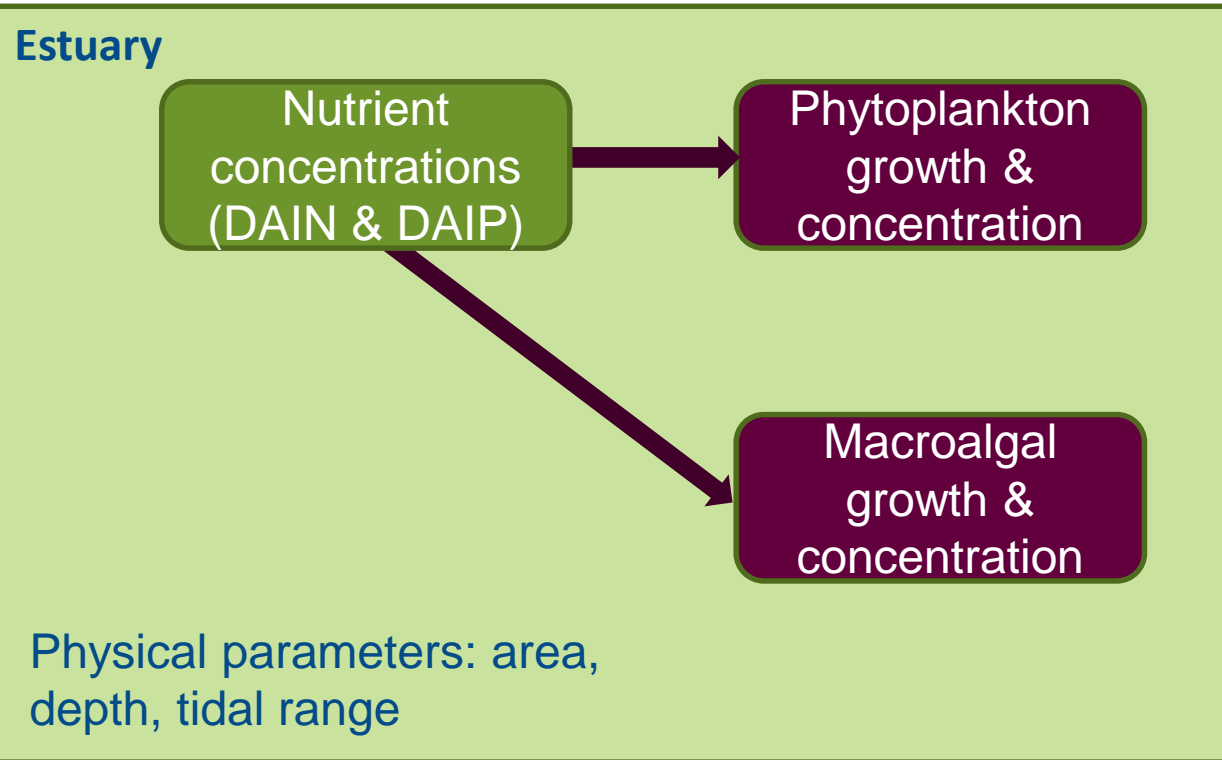 Estuary
Nutrient
concentrations
(DAIN & DAIP)
Phytoplankton
growth &
concentration
Macroalgal
growth &
concentration
Physical parameters: area,
depth, tidal range